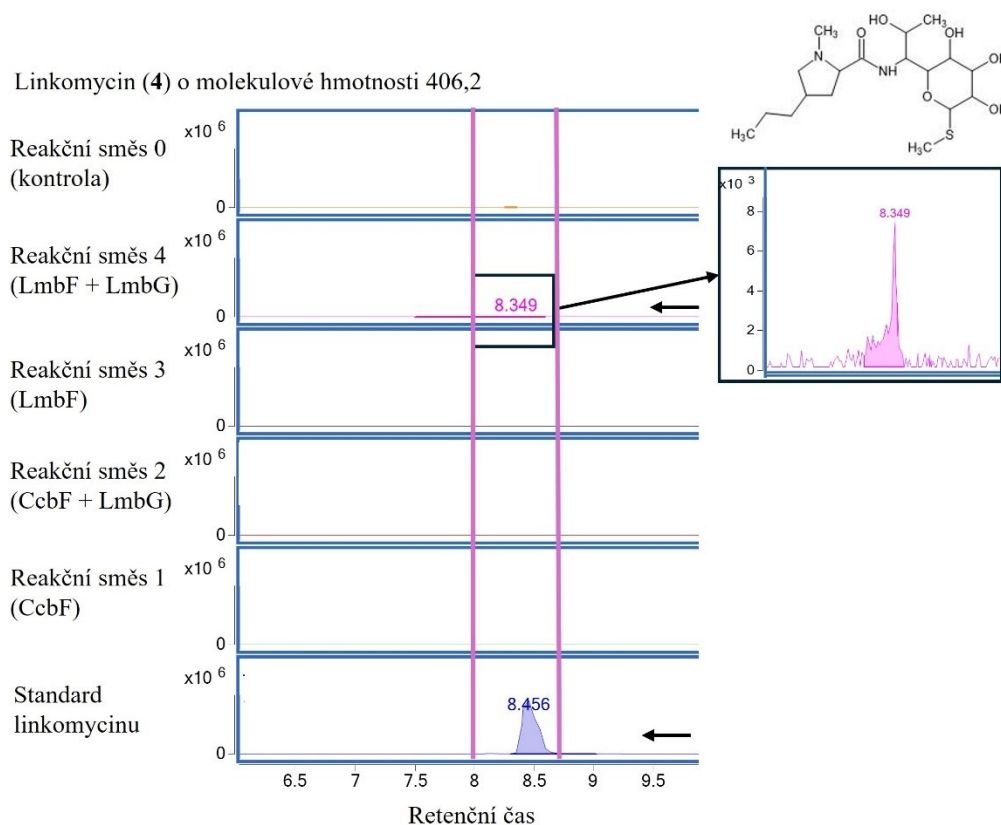 Linkomycin (4) o molekulové hmotnosti 406,2
HO
CH₃
CH₃
N
O
NH
OH
O
S
H₃C
H₃C
Reakční směs 0
(kontrola)
x10 6
0
Reakční směs 4
(LmbF + LmbG)
x10 6
0
8.349
x10 3
8
6
4
2
0
8.349
Reakční směs 3
(LmbF)
x10 6
0
Reakční směs 2
(CcbF + LmbG)
x10 6
0
Reakční směs 1
(CcbF)
x10 6
0
Standard
linkomycinu
x10 6
0
8.456
6.5 7 7.5 8 8.5 9 9.5
Retenční čas